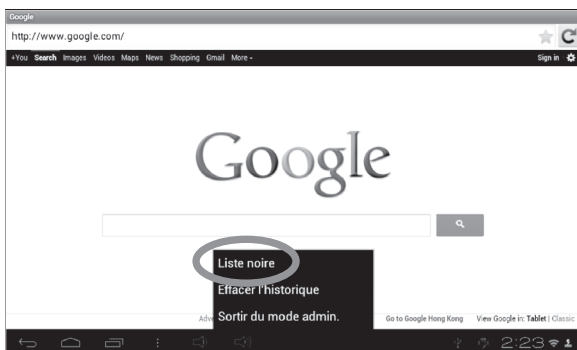 Google
http://www.google.com/
+You Search Images Videos Maps News Shopping Gmail More
Sign in
Google
Liste noire
Effacer l'historique
Sortir du mode admin.
Adve
Go to Google Hong Kong View Google in: Tablet | Classic
2:23